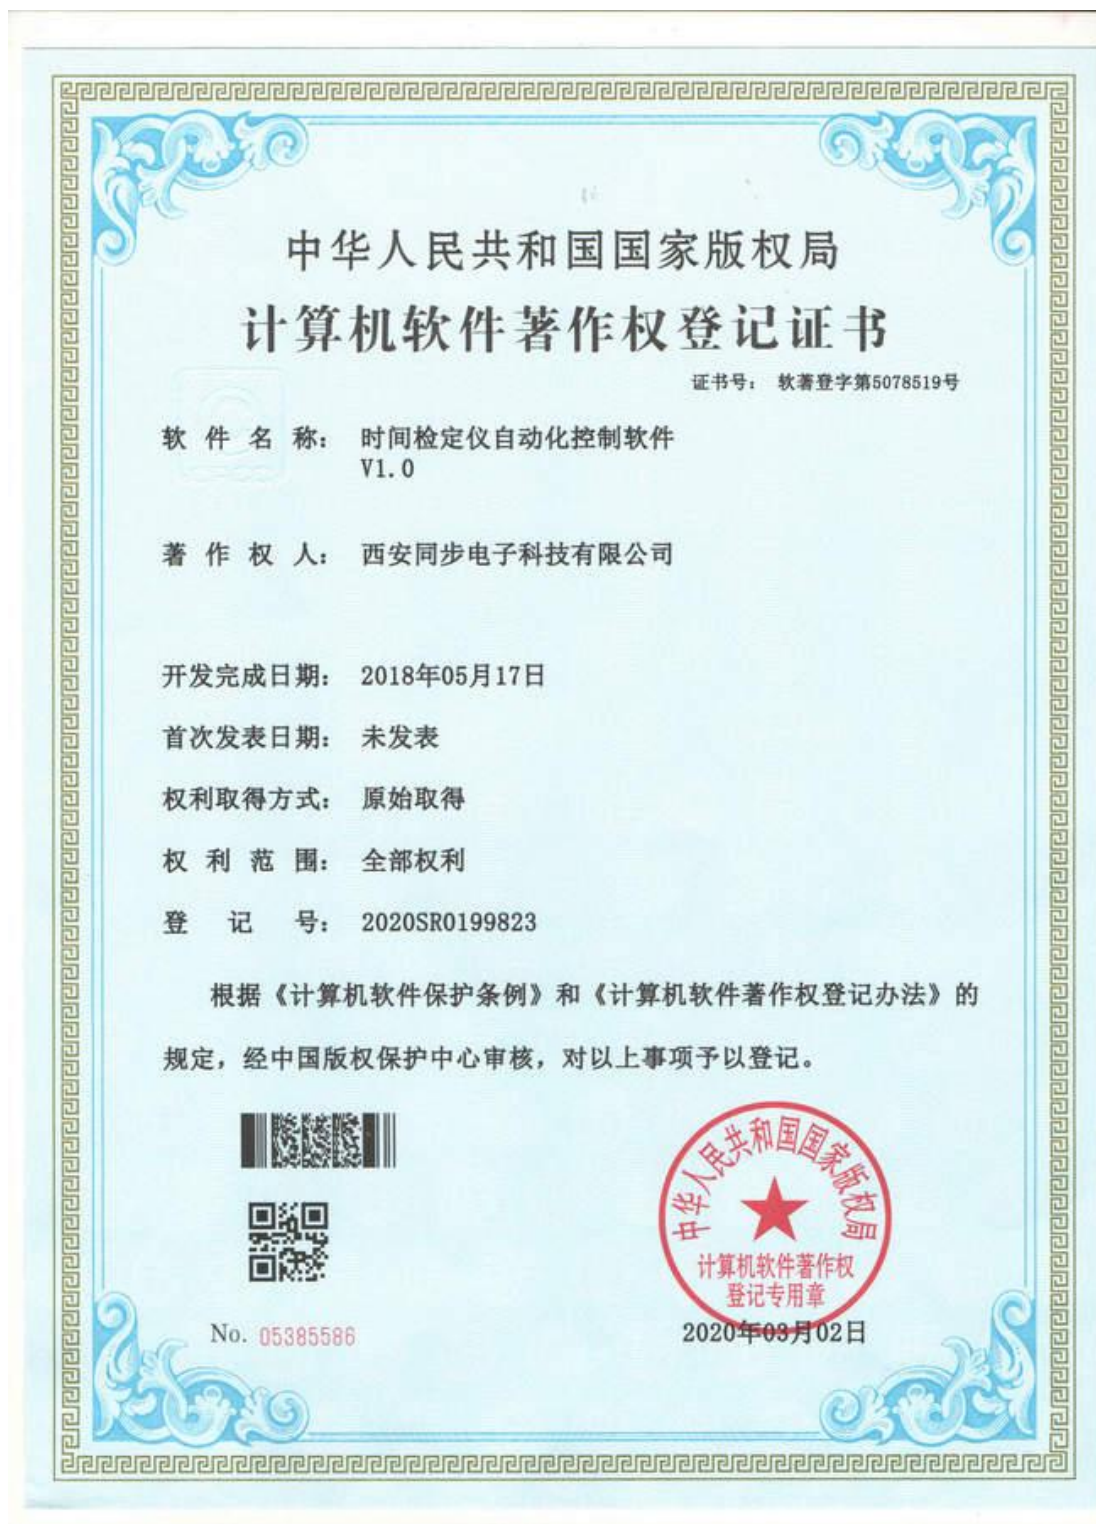 中华人民共和国国家版权局
计算机软件著作权登记证书
证书号： 软著登字第5078519号
软件名称： 时间检定仪自动化控制软件
V1.0
著作权人： 西安同步电子科技有限公司
开发完成日期： 2018年05月17日
首次发表日期： 未发表
权利取得方式： 原始取得
权利范围： 全部权利
登记号： 2020SR0199823
根据《计算机软件保护条例》和《计算机软件著作权登记办法》的
规定，经中国版权保护中心审核，对以上事项予以登记。
中华人民共和国国家版权局
计算机软件著作权
登记专用章
No. 05385586
2020年03月02日